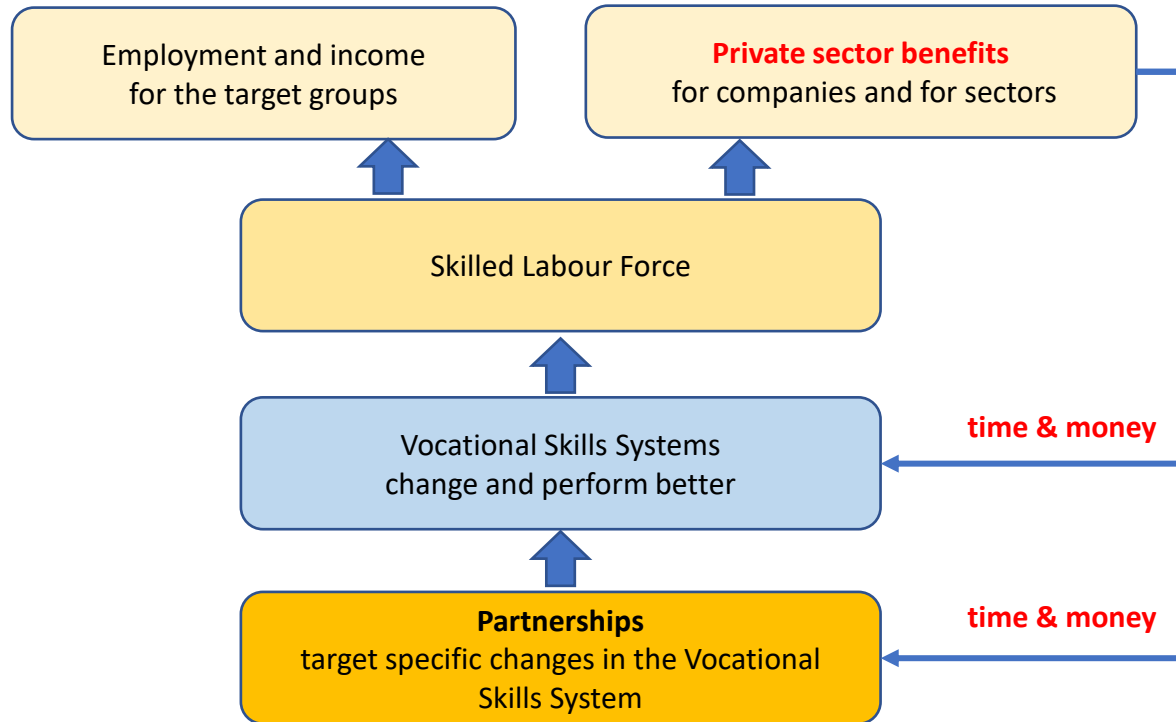 Employment and income
for the target groups
Private sector benefits
for companies and for sectors
Skilled Labour Force
Vocational Skills Systems
change and perform better
time & money
Partnerships
target specific changes in the Vocational
Skills System
time & money